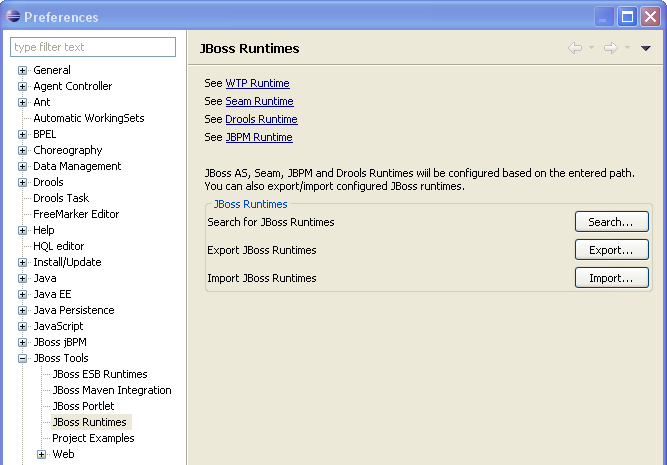 Preferences
type filter text
General
Agent Controller
Ant
Automatic WorkingSets
BPEL
Choreography
Data Management
Drools
Drools Task
FreeMarker Editor
Help
HQL editor
Install/Update
Java
Java EE
Java Persistence
JavaScript
JBoss jBPM
JBoss Tools
JBoss ESB Runtimes
JBoss Maven Integration
JBoss Portlet
JBoss Runtimes
Project Examples
Web
JBoss Runtimes
See WTP Runtime
See Seam Runtime
See Drools Runtime
See JBPM Runtime
JBoss AS, Seam, JBPM and Drools Runtimes wiil be configured based on the entered path.
You can also export/import configured JBoss runtimes.
JBoss Runtimes
Search for JBoss Runtimes Search...
Export JBoss Runtimes Export...
Import JBoss Runtimes Import...